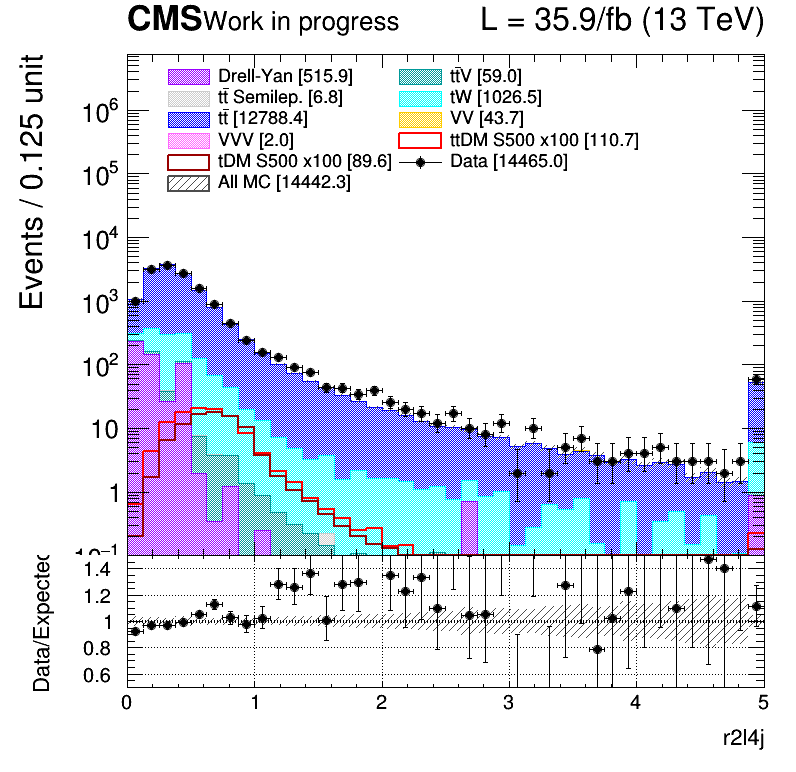 CMS Work in progress L = 35.9/fb (13 TeV)
Events / 0.125 unit
Drell-Yan [515.9] tt̄V [59.0]
tt̄ Semilep. [6.8] tW [1026.5]
tt̄ [12788.4] VV [43.7]
VVV [2.0] ttDM S500 x100 [110.7]
tDM S500 x100 [89.6] Data [14465.0]
All MC [14442.3]
10⁶
10⁵
10⁴
10³
10²
10
1
10⁻¹
Data/Expected
1.4
1.2
1
0.8
0.6
0 1 2 3 4 5
r2l4j